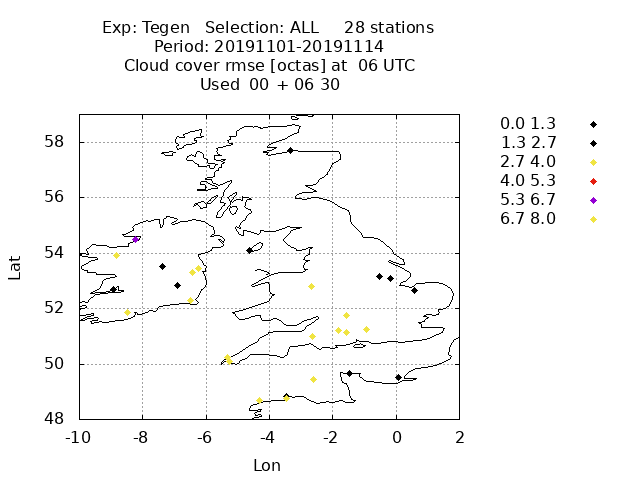 Exp: Tegen Selection: ALL 28 stations
Period: 20191101-20191114
Cloud cover rmse [octas] at 06 UTC
Used 00 + 06 30
0.0 1.3
1.3 2.7
2.7 4.0
4.0 5.3
5.3 6.7
6.7 8.0
58
56
54
52
50
48
Lat
-10 -8 -6 -4 -2 0 2
Lon